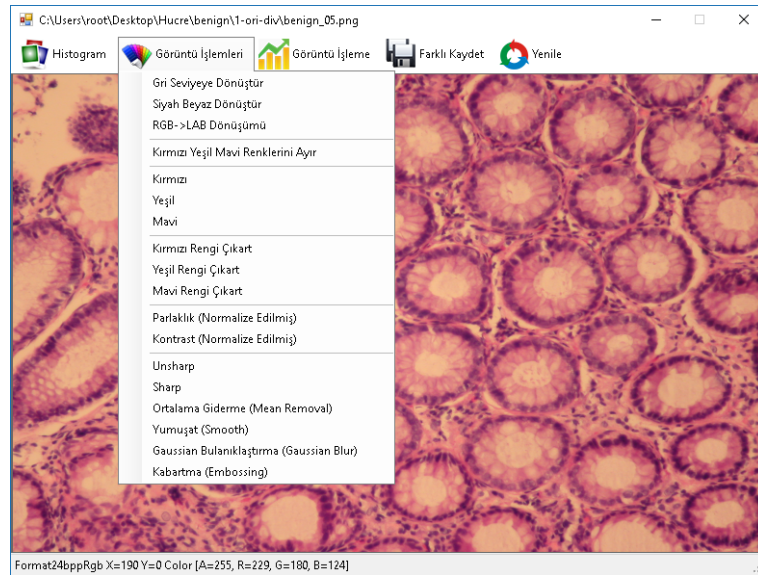 C:\Users\root\Desktop\Hucre\benign\1-ori-div\benign_05.png
Histogram Görüntü İşlemleri Görüntü İşleme Farklı Kaydet Yenile
Gri Seviyeye Dönüştür
Siyah Beyaz Dönüştür
RGB->LAB Dönüşümü
Kırmızı Yeşil Mavi Renklerini Ayır
Kırmızı
Yeşil
Mavi
Kırmızı Rengi Çıkart
Yeşil Rengi Çıkart
Mavi Rengi Çıkart
Parlaklık (Normalize Edilmiş)
Kontrast (Normalize Edilmiş)
Unsharp
Sharp
Ortalama Giderme (Mean Removal)
Yumuşat (Smooth)
Gaussian Bulanıklaştırma (Gaussian Blur)
Kabartma (Embossing)
Format24bppRgb X=190 Y=0 Color [A=255, R=229, G=180, B=124]